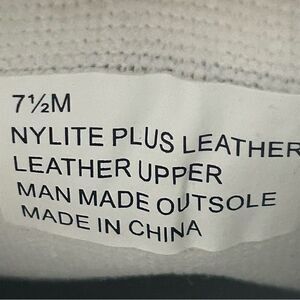 7½M
NYLITE PLUS LEATHER
LEATHER UPPER
MAN MADE OUTSOLE
MADE IN CHINA